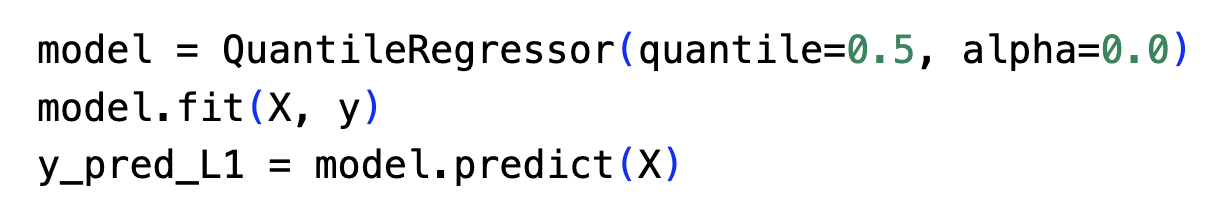 model = QuantileRegressor(quantile=0.5, alpha=0.0)
model.fit(X, y)
y_pred_L1 = model.predict(X)